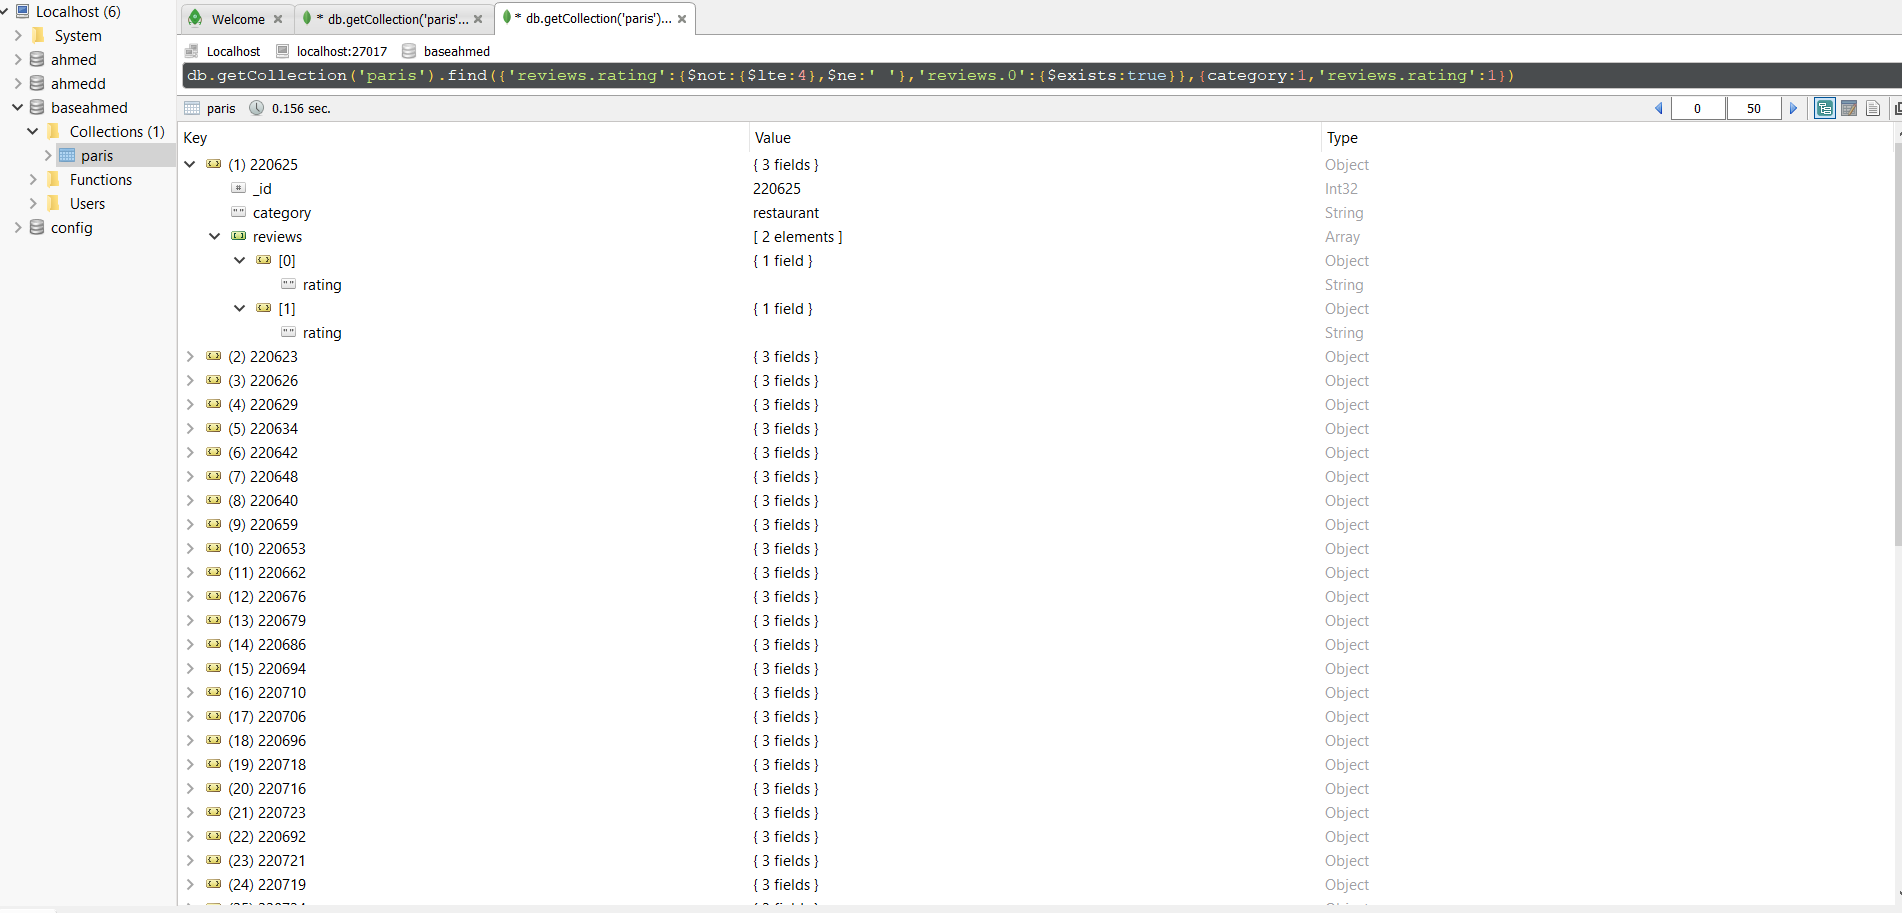 Localhost (6)
System
ahmed
ahmedd
baseahmed
Collections (1)
paris
Functions
Users
config
Welcome
* db.getCollection('paris'...
* db.getCollection('paris')...
Localhost localhost:27017 baseahmed
db.getCollection('paris').find({'reviews.rating':{$not:{$lte:4},$ne:' '},'reviews.0':{$exists:true}},{category:1,'reviews.rating':1})
paris 0.156 sec. 0 50
Key Value Type
(1) 220625 { 3 fields } Object
_id 220625 Int32
category restaurant String
reviews [ 2 elements ] Array
[0] { 1 field } Object
rating String
[1] { 1 field } Object
rating String
(2) 220623 { 3 fields } Object
(3) 220626 { 3 fields } Object
(4) 220629 { 3 fields } Object
(5) 220634 { 3 fields } Object
(6) 220642 { 3 fields } Object
(7) 220648 { 3 fields } Object
(8) 220640 { 3 fields } Object
(9) 220659 { 3 fields } Object
(10) 220653 { 3 fields } Object
(11) 220662 { 3 fields } Object
(12) 220676 { 3 fields } Object
(13) 220679 { 3 fields } Object
(14) 220686 { 3 fields } Object
(15) 220694 { 3 fields } Object
(16) 220710 { 3 fields } Object
(17) 220706 { 3 fields } Object
(18) 220696 { 3 fields } Object
(19) 220718 { 3 fields } Object
(20) 220716 { 3 fields } Object
(21) 220723 { 3 fields } Object
(22) 220692 { 3 fields } Object
(23) 220721 { 3 fields } Object
(24) 220719 { 3 fields } Object